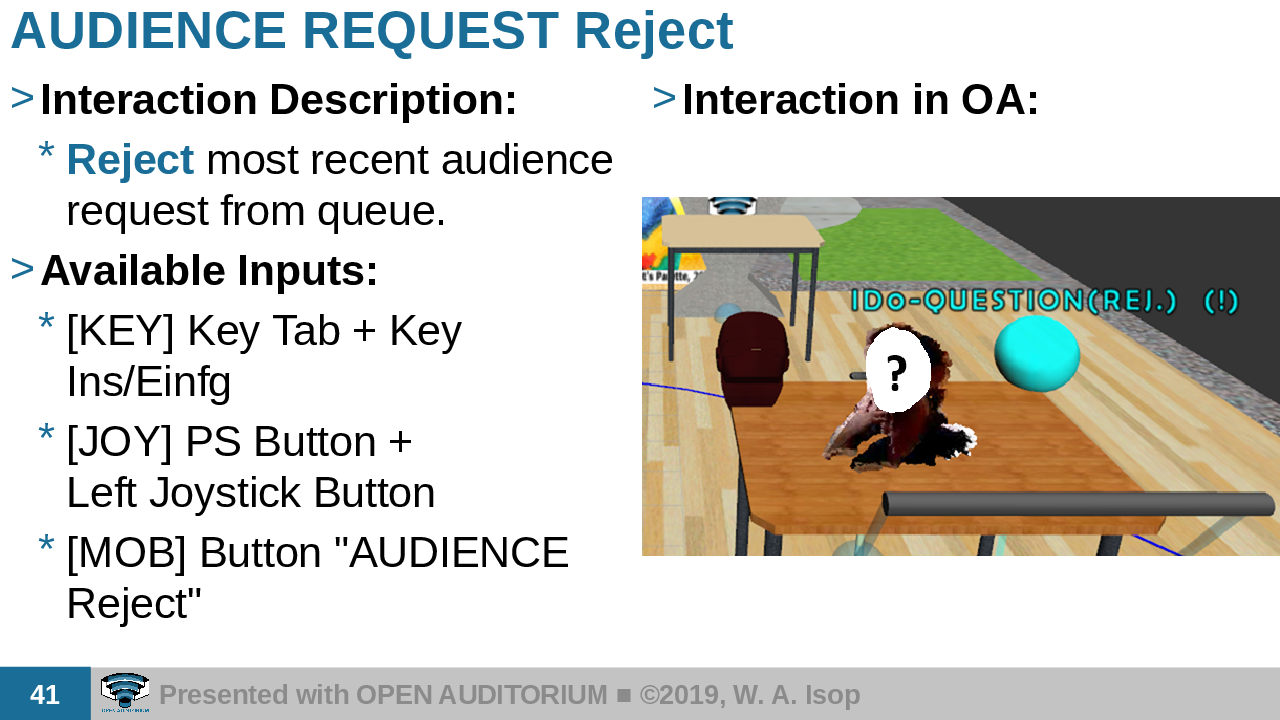 AUDIENCE REQUEST Reject
> Interaction Description:
* Reject most recent audience
request from queue.
> Available Inputs:
* [KEY] Key Tab + Key
Ins/Einfg
* [JOY] PS Button +
Left Joystick Button
* [MOB] Button "AUDIENCE
Reject"
> Interaction in OA:
IDo-QUESTION(REJ.) (!)
?
41
OPEN AUDITORIUM
Presented with OPEN AUDITORIUM ■ ©2019, W. A. Isop